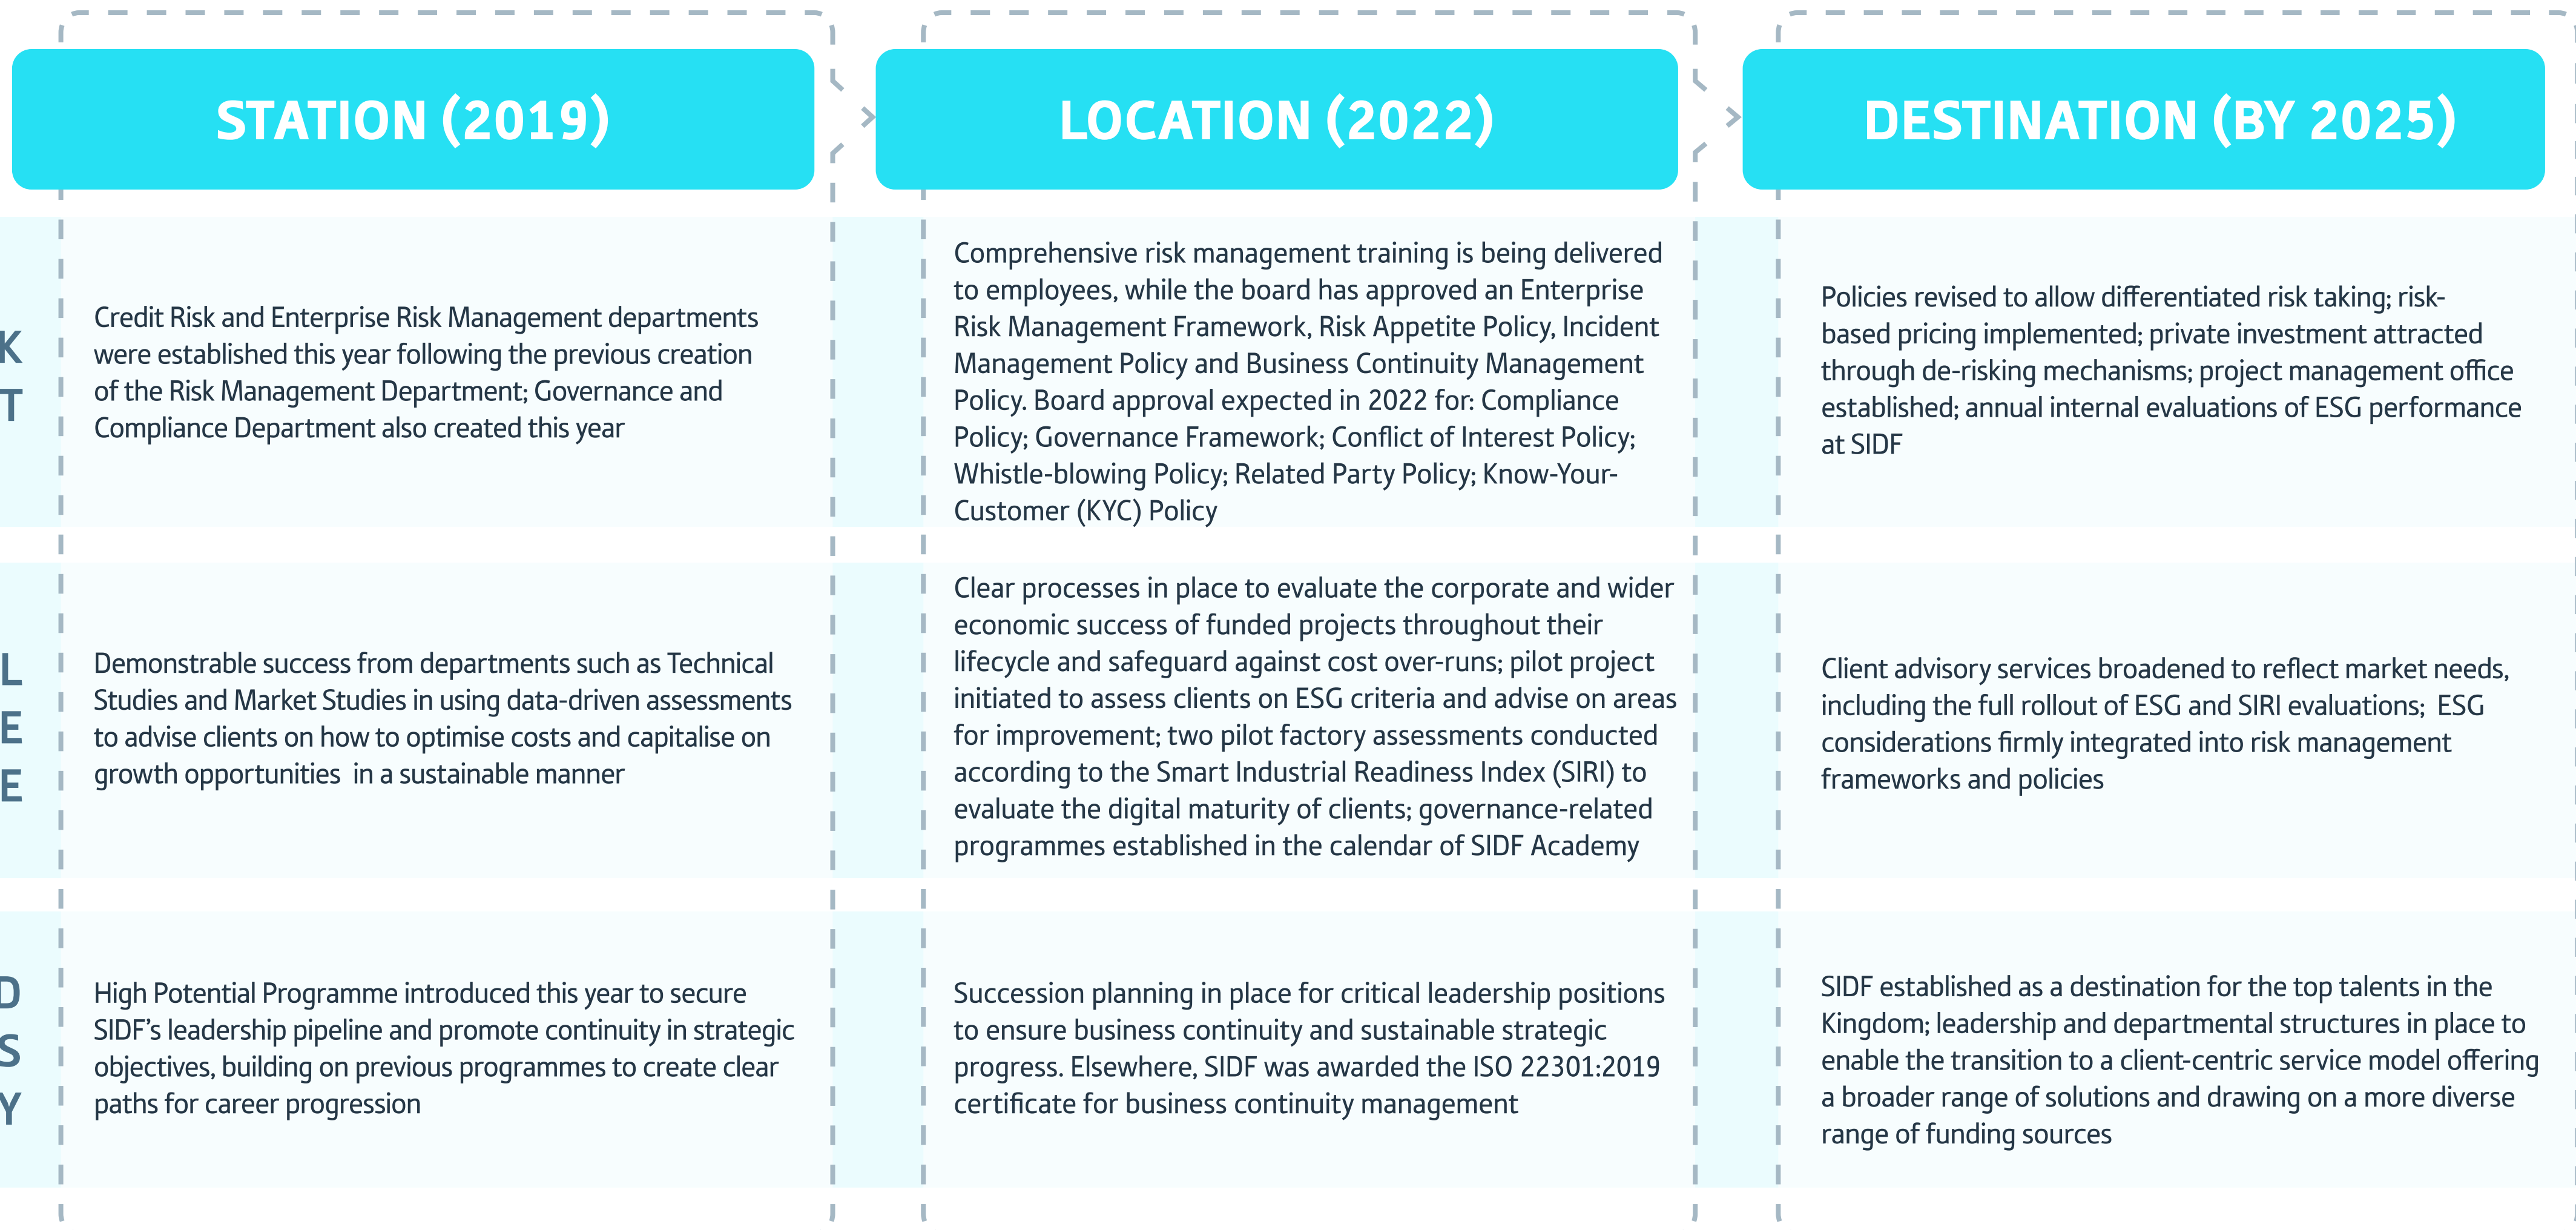 STATION (2019)
LOCATION (2022)
DESTINATION (BY 2025)
K
T
Credit Risk and Enterprise Risk Management departments
were established this year following the previous creation
of the Risk Management Department; Governance and
Compliance Department also created this year
Comprehensive risk management training is being delivered
to employees, while the board has approved an Enterprise
Risk Management Framework, Risk Appetite Policy, Incident
Management Policy and Business Continuity Management
Policy. Board approval expected in 2022 for: Compliance
Policy; Governance Framework; Conflict of Interest Policy;
Whistle-blowing Policy; Related Party Policy; Know-Your-
Customer (KYC) Policy
Policies revised to allow differentiated risk taking; risk-
based pricing implemented; private investment attracted
through de-risking mechanisms; project management office
established; annual internal evaluations of ESG performance
at SIDF
L
E
E
Demonstrable success from departments such as Technical
Studies and Market Studies in using data-driven assessments
to advise clients on how to optimise costs and capitalise on
growth opportunities  in a sustainable manner
Clear processes in place to evaluate the corporate and wider
economic success of funded projects throughout their
lifecycle and safeguard against cost over-runs; pilot project
initiated to assess clients on ESG criteria and advise on areas
for improvement; two pilot factory assessments conducted
according to the Smart Industrial Readiness Index (SIRI) to
evaluate the digital maturity of clients; governance-related
programmes established in the calendar of SIDF Academy
Client advisory services broadened to reflect market needs,
including the full rollout of ESG and SIRI evaluations;  ESG
considerations firmly integrated into risk management
frameworks and policies
D
S
Y
High Potential Programme introduced this year to secure
SIDF’s leadership pipeline and promote continuity in strategic
objectives, building on previous programmes to create clear
paths for career progression
Succession planning in place for critical leadership positions
to ensure business continuity and sustainable strategic
progress. Elsewhere, SIDF was awarded the ISO 22301:2019
certificate for business continuity management
SIDF established as a destination for the top talents in the
Kingdom; leadership and departmental structures in place to
enable the transition to a client-centric service model offering
a broader range of solutions and drawing on a more diverse
range of funding sources